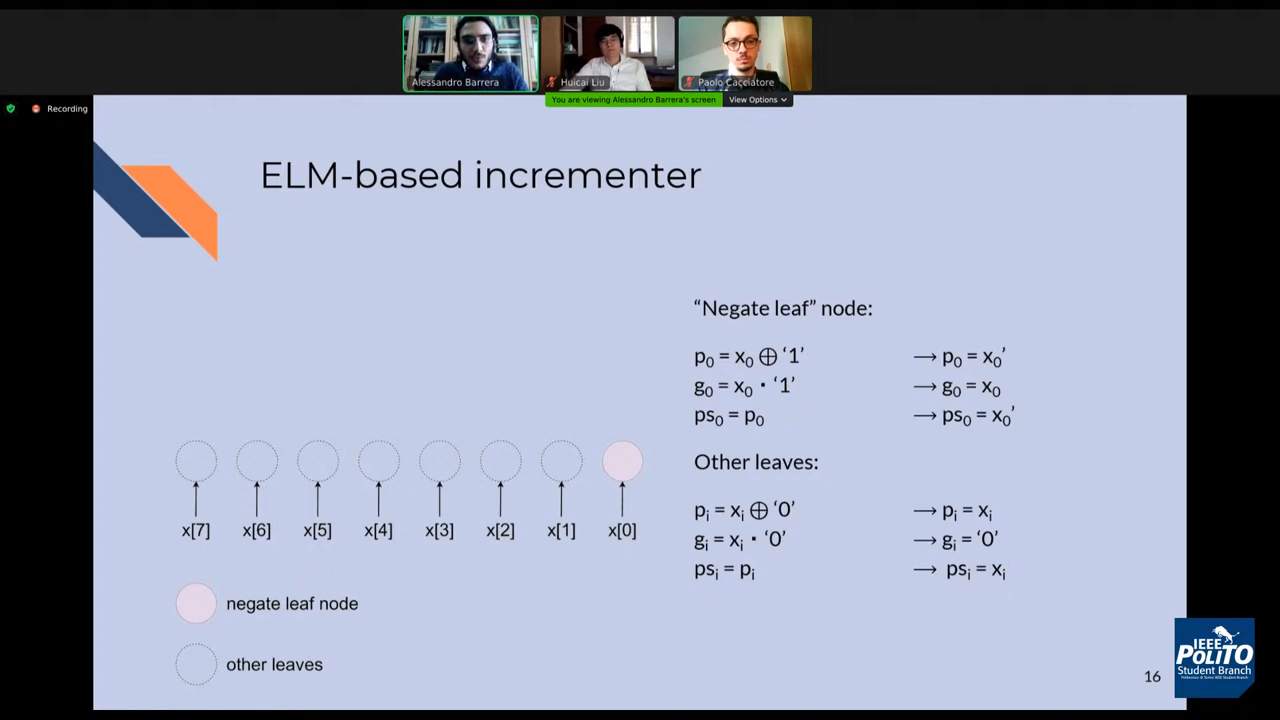 Alessandro Barrera
Huicai Liu
Paolo Cacciatore
You are viewing Alessandro Barrera's screen
View Options
Recording
ELM-based incrementer
“Negate leaf” node:
p₀ = x₀ ⊕ ‘1’ → p₀ = x₀’
g₀ = x₀ · ‘1’ → g₀ = x₀
ps₀ = p₀ → ps₀ = x₀’
Other leaves:
pᵢ = xᵢ ⊕ ‘0’ → pᵢ = xᵢ
gᵢ = xᵢ · ‘0’ → gᵢ = ‘0’
psᵢ = pᵢ → psᵢ = xᵢ
x[7] x[6] x[5] x[4] x[3] x[2] x[1] x[0]
negate leaf node
other leaves
16
IEEE
POLITO
Student Branch